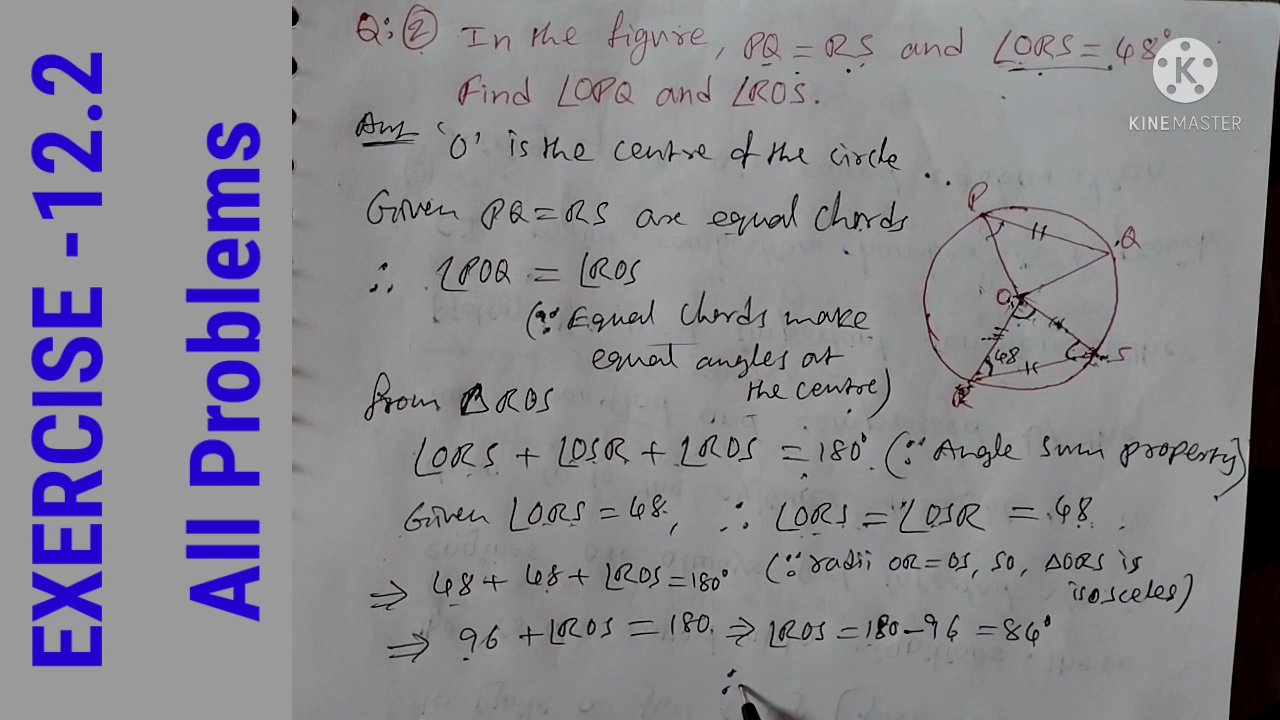 EXERCISE -12.2
All Problems
Q:② In the figure, PQ = RS and ∠ORS = 48°
Find ∠OPQ and ∠ROS.
KINEMASTER
Ans 'O' is the centre of the circle
Given PQ = RS are equal chords
∴ ∠POQ = ∠ROS
(∵ Equal chords make
equal angles at
the centre)
P
Q
O
48
S
R
from Δ ROS
∠ORS + ∠OSR + ∠ROS = 180°. (∵ Angle sum property)
Given ∠ORS = 48, ∴ ∠ORS = ∠OSR = 48.
(∵ radii OR = OS, so, ΔORS is
isosceles)
⇒ 48 + 48 + ∠ROS = 180°
⇒ 96 + ∠ROS = 180. ⇒ ∠ROS = 180 - 96 = 84°
∴